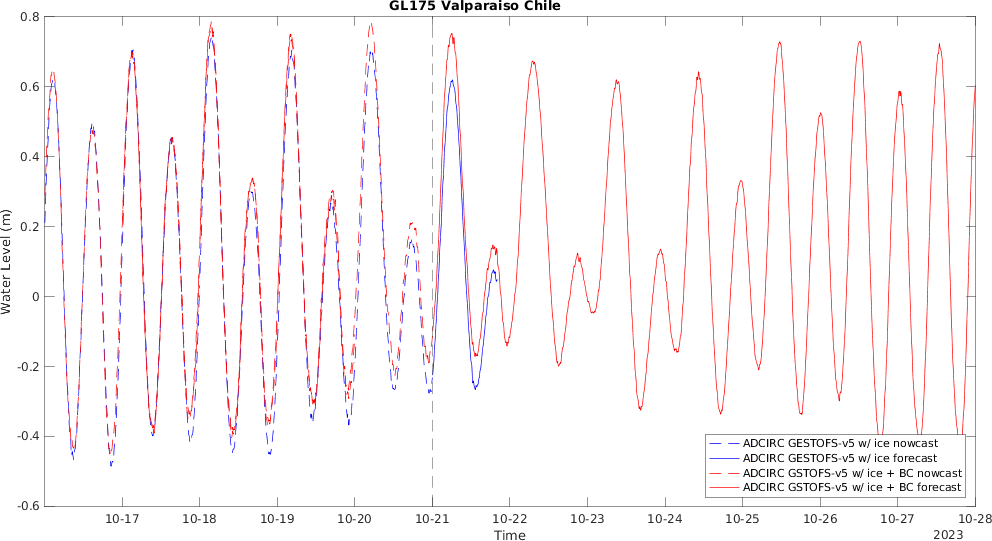 GL175 Valparaiso Chile
0.8
0.6
0.4
0.2
0
-0.2
-0.4
-0.6
Water Level (m)
ADCIRC GESTOFS-v5 w/ ice nowcast
ADCIRC GESTOFS-v5 w/ ice forecast
ADCIRC GSTOFS-v5 w/ ice + BC nowcast
ADCIRC GSTOFS-v5 w/ ice + BC forecast
10-17 10-18 10-19 10-20 10-21 10-22 10-23 10-24 10-25 10-26 10-27 10-28
Time
2023